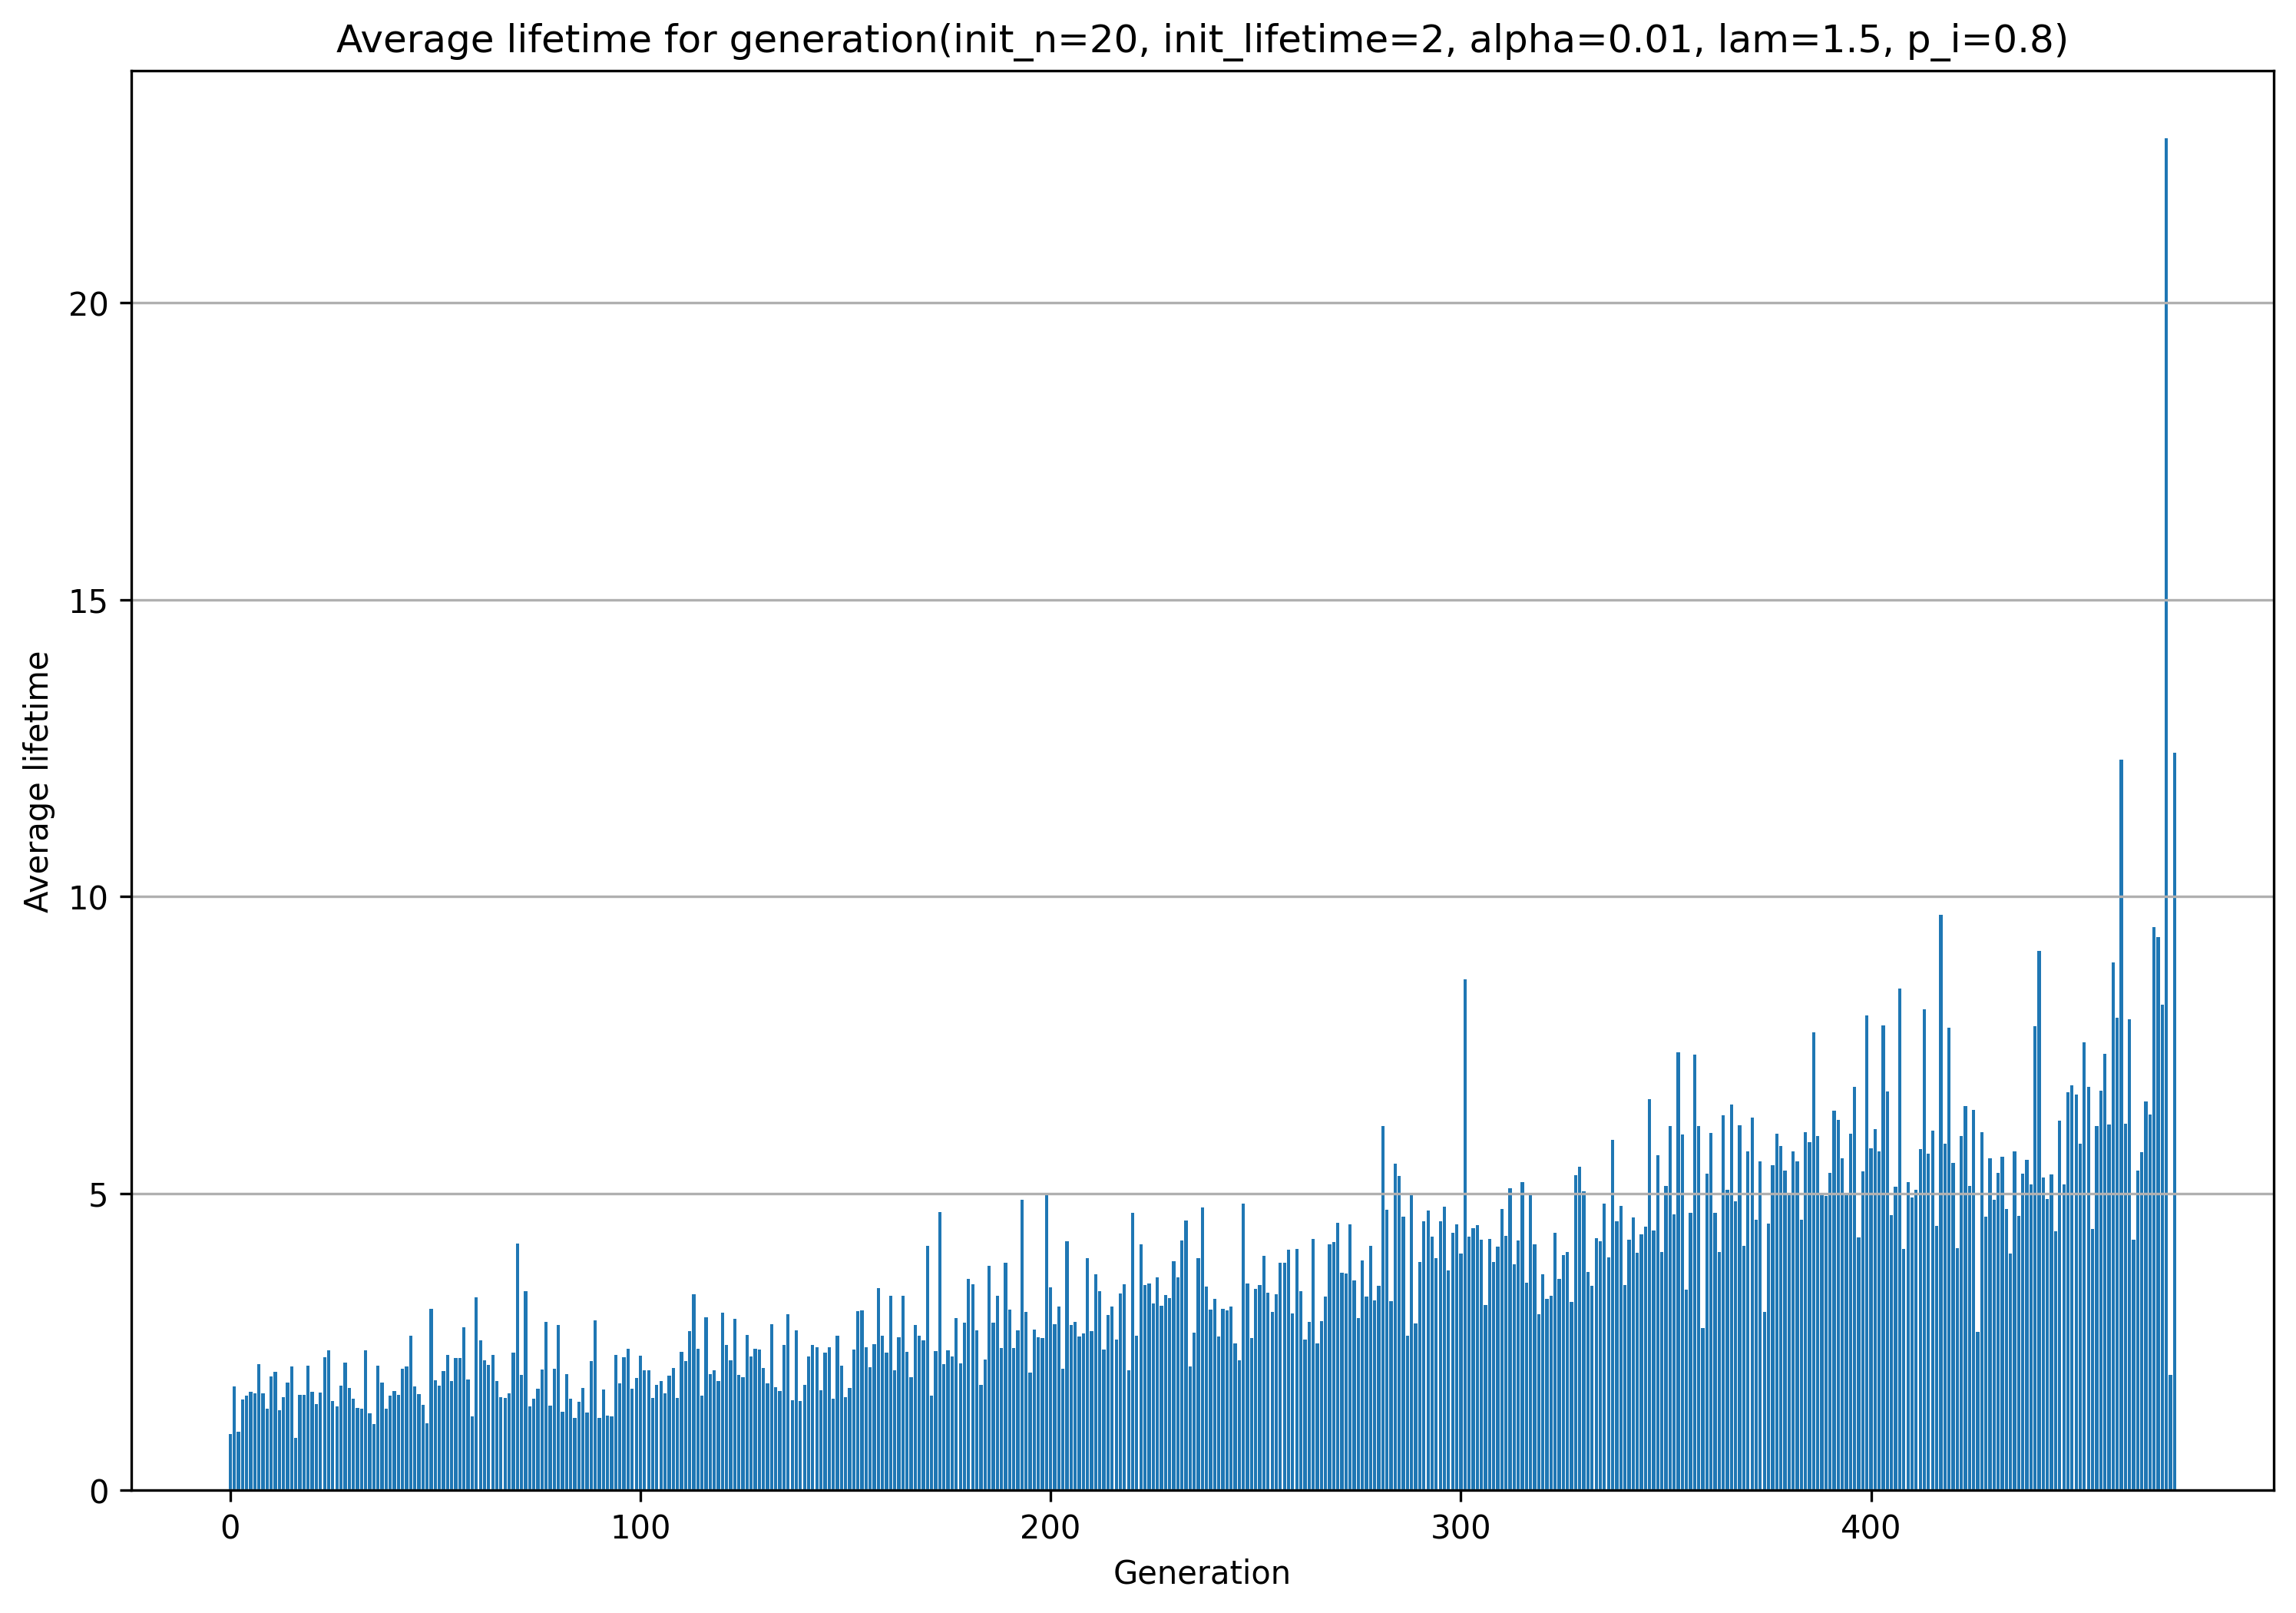 Average lifetime for generation(init_n=20, init_lifetime=2, alpha=0.01, lam=1.5, p_i=0.8)
Average lifetime
20
15
10
5
0
0 100 200 300 400
Generation